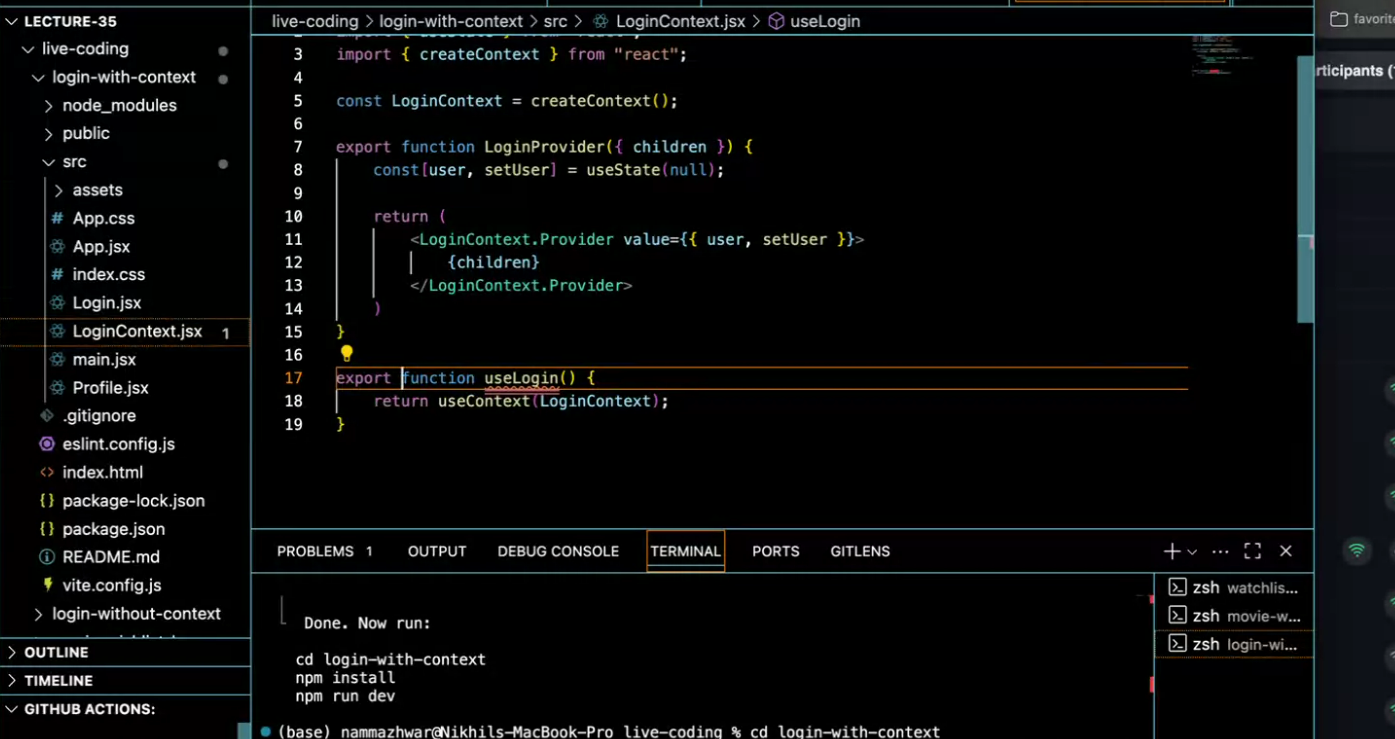 LECTURE-35
live-coding
login-with-context
node_modules
public
src
assets
# App.css
App.jsx
# index.css
Login.jsx
LoginContext.jsx 1
main.jsx
Profile.jsx
.gitignore
eslint.config.js
<> index.html
{} package-lock.json
{} package.json
README.md
vite.config.js
login-without-context
OUTLINE
TIMELINE
GITHUB ACTIONS:
live-coding > login-with-context > src > LoginContext.jsx > useLogin
3 import { createContext } from "react";
4
5 const LoginContext = createContext();
6
7 export function LoginProvider({ children }) {
8 const[user, setUser] = useState(null);
9
10 return (
11 <LoginContext.Provider value={{ user, setUser }}>
12 {children}
13 </LoginContext.Provider>
14 )
15 }
16
17 export function useLogin() {
18 return useContext(LoginContext);
19 }
PROBLEMS 1 OUTPUT DEBUG CONSOLE TERMINAL PORTS GITLENS
Done. Now run:
cd login-with-context
npm install
npm run dev
(base) nammazhwar@Nikhils-MacBook-Pro live-coding % cd login-with-context
zsh watchlis...
zsh movie-w...
zsh login-wi...
favorite
rticipants (